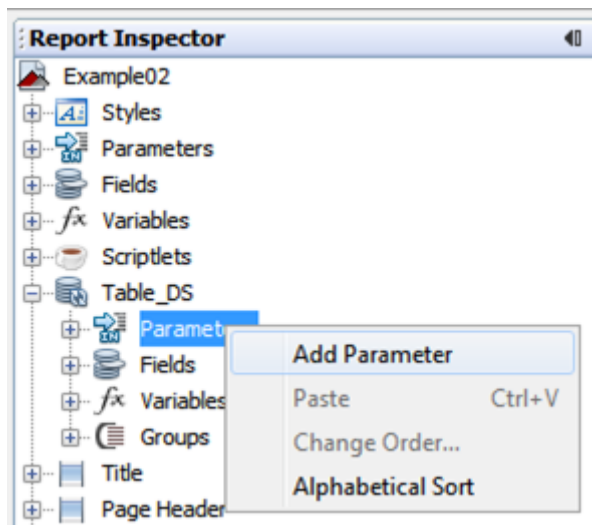 Report Inspector
Example02
Styles
Parameters
Fields
Variables
Scriptlets
Table_DS
Paramet
Add Parameter
Fields
Paste Ctrl+V
Variables
Change Order...
Groups
Alphabetical Sort
Title
Page Header